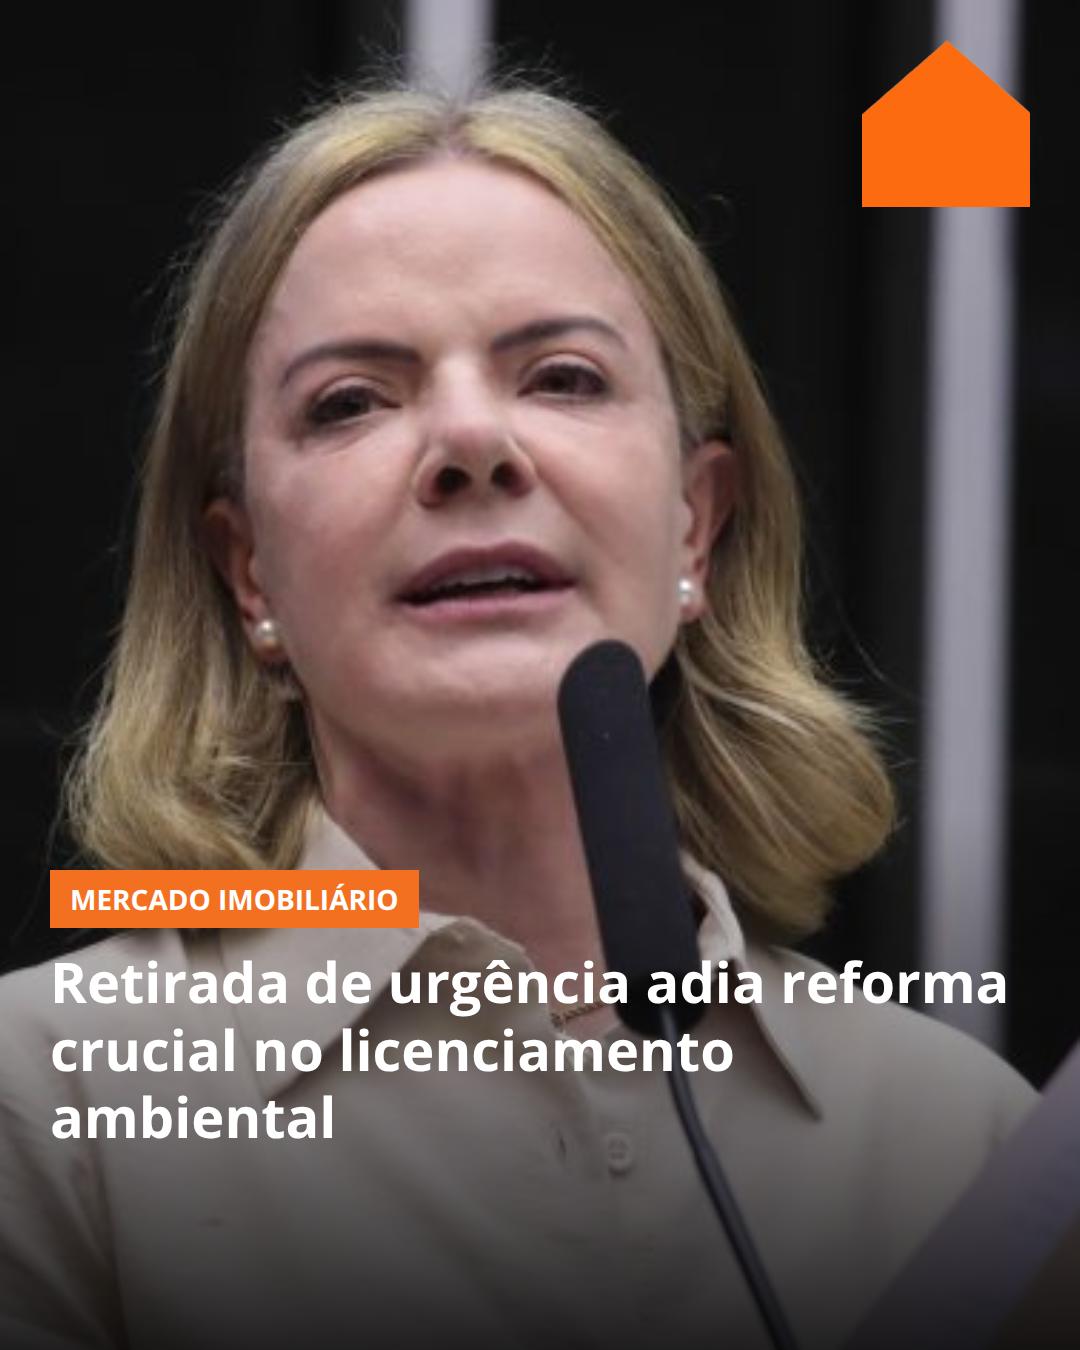 MERCADO IMOBILIÁRIO
Retirada de urgência adia reforma
crucial no licenciamento
ambiental